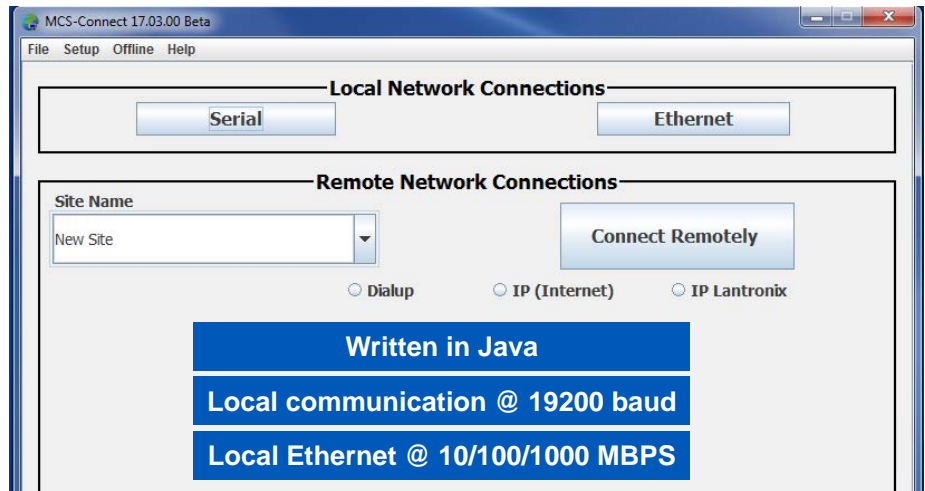 MCS-Connect 17.03.00 Beta
File Setup Offline Help
Local Network Connections
Serial Ethernet
Remote Network Connections
Site Name
New Site
Connect Remotely
Dialup IP (Internet) IP Lantronix
Written in Java
Local communication @ 19200 baud
Local Ethernet @ 10/100/1000 MBPS